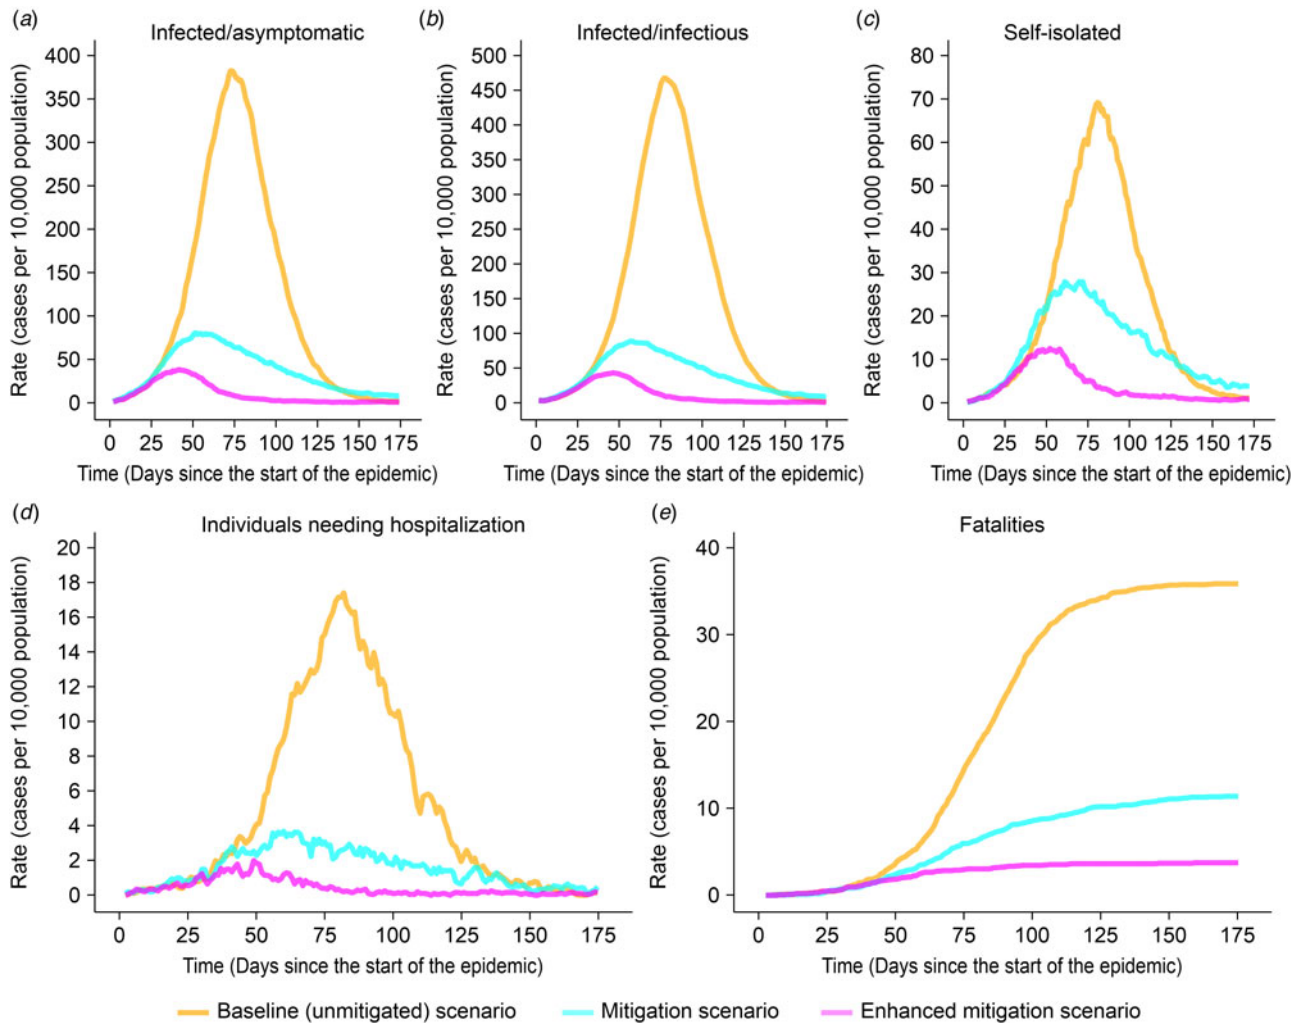 (a) Infected/asymptomatic
Rate (cases per 10,000 population)
400
350
300
250
200
150
100
50
0
0 25 50 75 100 125 150 175
Time (Days since the start of the epidemic)
(b) Infected/infectious
Rate (cases per 10,000 population)
500
450
400
350
300
250
200
150
100
50
0
0 25 50 75 100 125 150 175
Time (Days since the start of the epidemic)
(c) Self-isolated
Rate (cases per 10,000 population)
80
70
60
50
40
30
20
10
0
0 25 50 75 100 125 150 175
Time (Days since the start of the epidemic)
(d) Individuals needing hospitalization
Rate (cases per 10,000 population)
20
18
16
14
12
10
8
6
4
2
0
0 25 50 75 100 125 150 175
Time (Days since the start of the epidemic)
(e) Fatalities
Rate (cases per 10,000 population)
40
30
20
10
0
0 25 50 75 100 125 150 175
Time (Days since the start of the epidemic)
Baseline (unmitigated) scenario Mitigation scenario Enhanced mitigation scenario